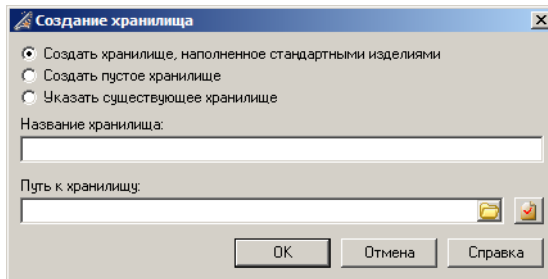 Создание хранилища
Создать хранилище, наполненное стандартными изделиями
Создать пустое хранилище
Указать существующее хранилище
Название хранилища:
Путь к хранилищу:
OK Отмена Справка